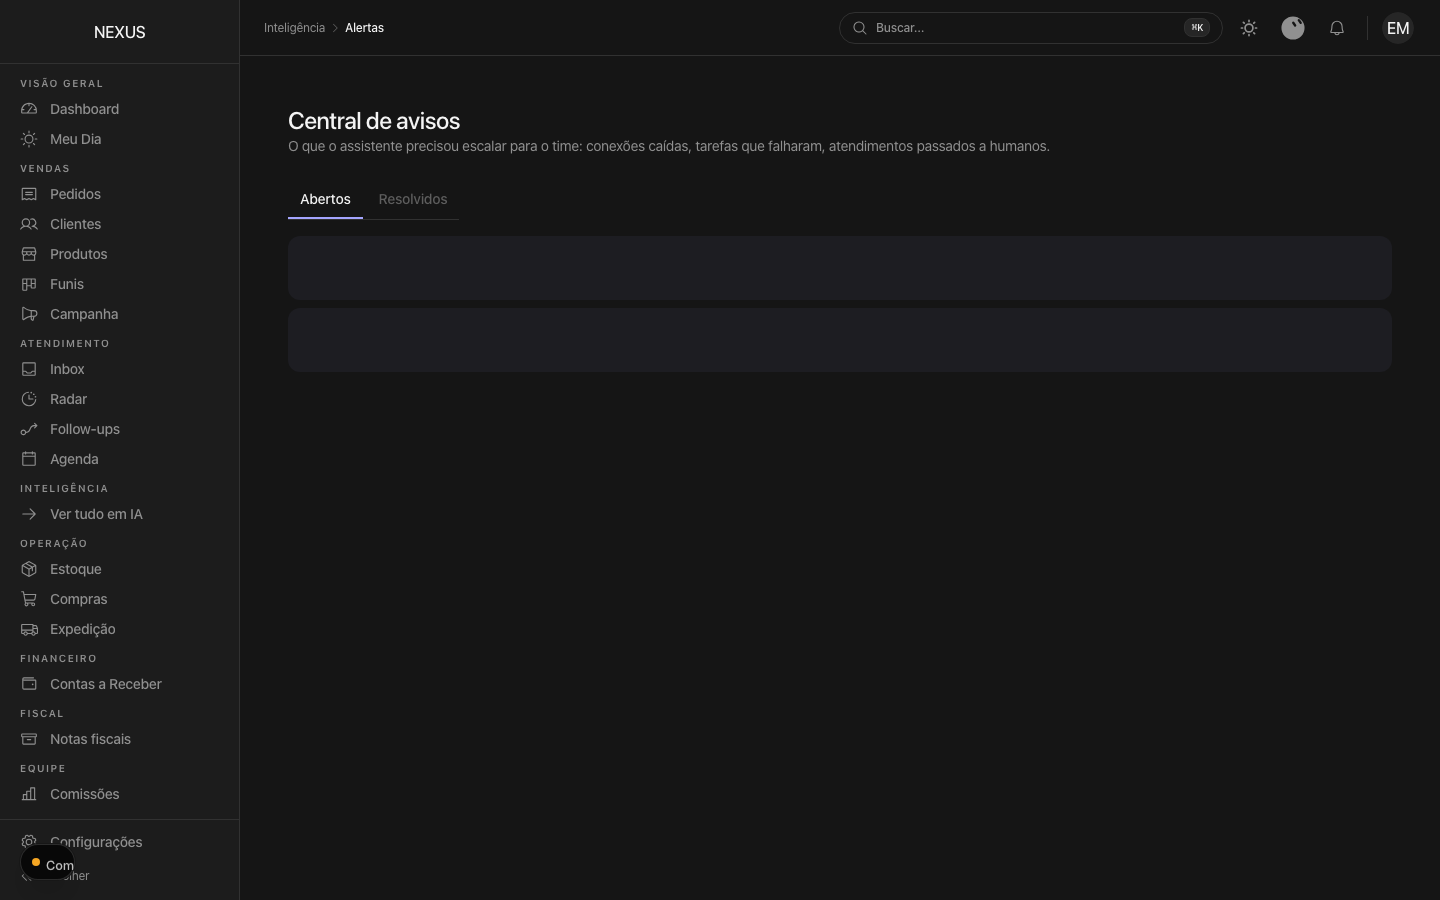 NEXUS
VISÃO GERAL
Dashboard
Meu Dia
VENDAS
Pedidos
Clientes
Produtos
Funis
Campanha
ATENDIMENTO
Inbox
Radar
Follow-ups
Agenda
INTELIGÊNCIA
Ver tudo em IA
OPERAÇÃO
Estoque
Compras
Expedição
FINANCEIRO
Contas a Receber
FISCAL
Notas fiscais
EQUIPE
Comissões
Configurações
Com
Inteligência > Alertas
Buscar...
⌘K
EM
Central de avisos
O que o assistente precisou escalar para o time: conexões caídas, tarefas que falharam, atendimentos passados a humanos.
Abertos Resolvidos